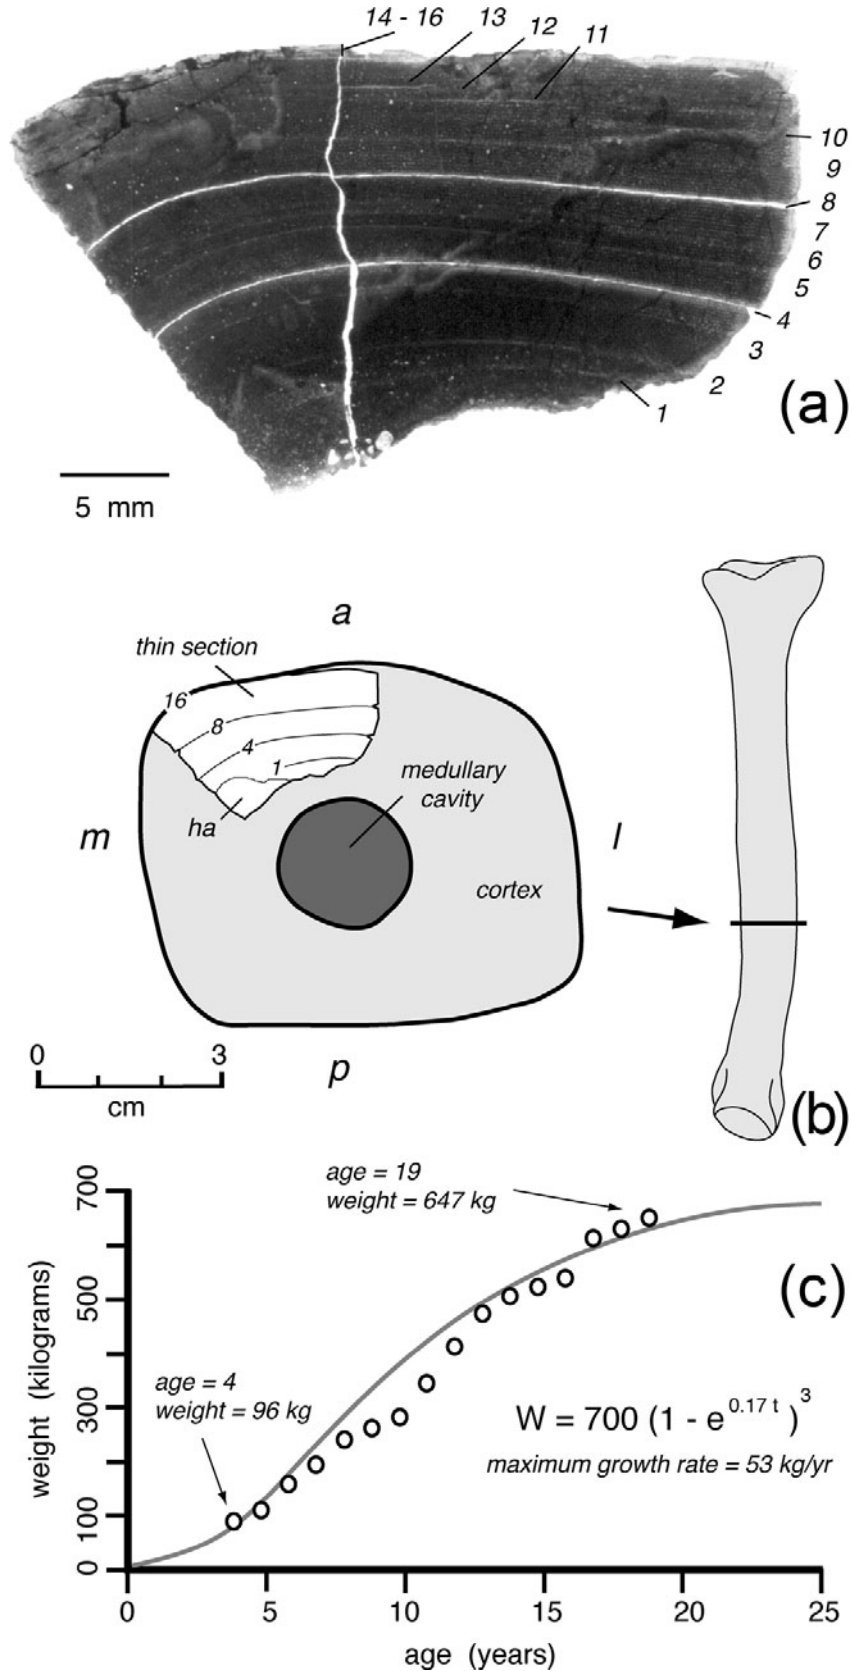 14 - 16
13
12
11
10
9
8
7
6
5
4
3
2
1
(a)
5 mm
a
thin section
16
8
4
1
ha
medullary
cavity
m
l
cortex
p
0 3
cm
(b)
700
500
300
100
0
weight (kilograms)
age = 19
weight = 647 kg
(c)
age = 4
weight = 96 kg
W = 700 (1 - e^0.17 t)^3
maximum growth rate = 53 kg/yr
0 5 10 15 20 25
age (years)